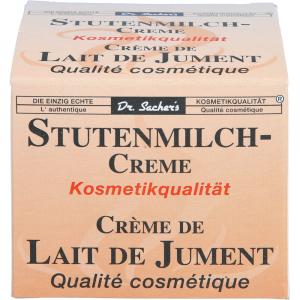 STUTENMILCH-
CREME
Kosmetikqualität
CRÈME DE
LAIT DE JUMENT
Qualité cosmétique
DIE EINZIG ECHTE
L' authentique
Dr. Sacher's
KOSMETIKQUALITÄT
Qualité cosmétique
®
STUTENMILCH-
CREME
Kosmetikqualität
CRÈME DE
LAIT DE JUMENT
Qualité cosmétique